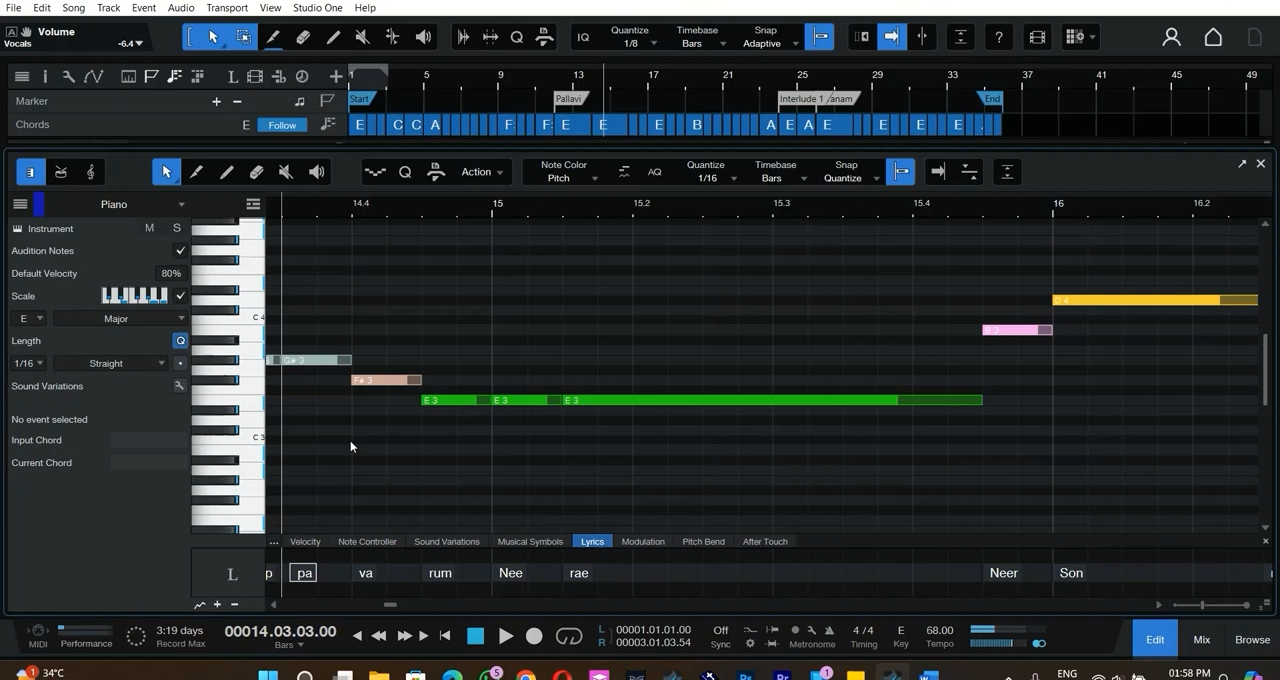 File Edit Song Track Event Audio Transport View Studio One Help
A Volume
Vocals -6.4
IQ Quantize 1/8 Timebase Bars Snap Adaptive ?
L 1 5 9 13 17 21 25 29 33 37 41 45 49
Marker Start Pallavi Interlude 1 End
Chords E Follow E C C A E E E B A E A E E E E
Action Note Color Pitch AQ Quantize 1/16 Timebase Bars Snap Quantize
Piano 14.4 15 15.2 15.3 15.4 16 16.2
Instrument M S
Audition Notes
Default Velocity 80%
Scale
E Major
Length Q
1/16 Straight
Sound Variations
No event selected
Input Chord
Current Chord
C 4
C 3
G# 3
F# 3
E 3 E 3 E 3
... Velocity Note Controller Sound Variations Musical Symbols Lyrics Modulation Pitch Bend After Touch
L p pa va rum Nee rae Neer Son
MIDI Performance 3:19 days Record Max 00014.03.03.00 Bars L 00001.01.01.00 R 00003.01.03.54 Off Sync Metronome 4 / 4 Timing E Key 68.00 Tempo Edit Mix Browse
1 34°C 5 1 ENG 01:58 PM